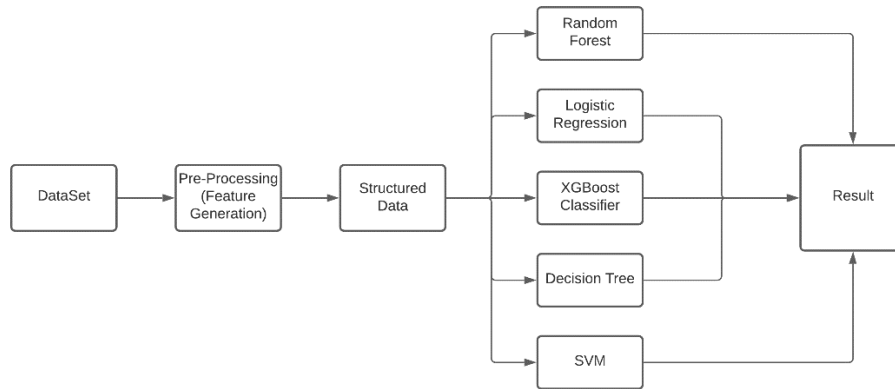 DataSet
Pre-Processing
(Feature
Generation)
Structured
Data
Random
Forest
Logistic
Regression
XGBoost
Classifier
Decision Tree
SVM
Result